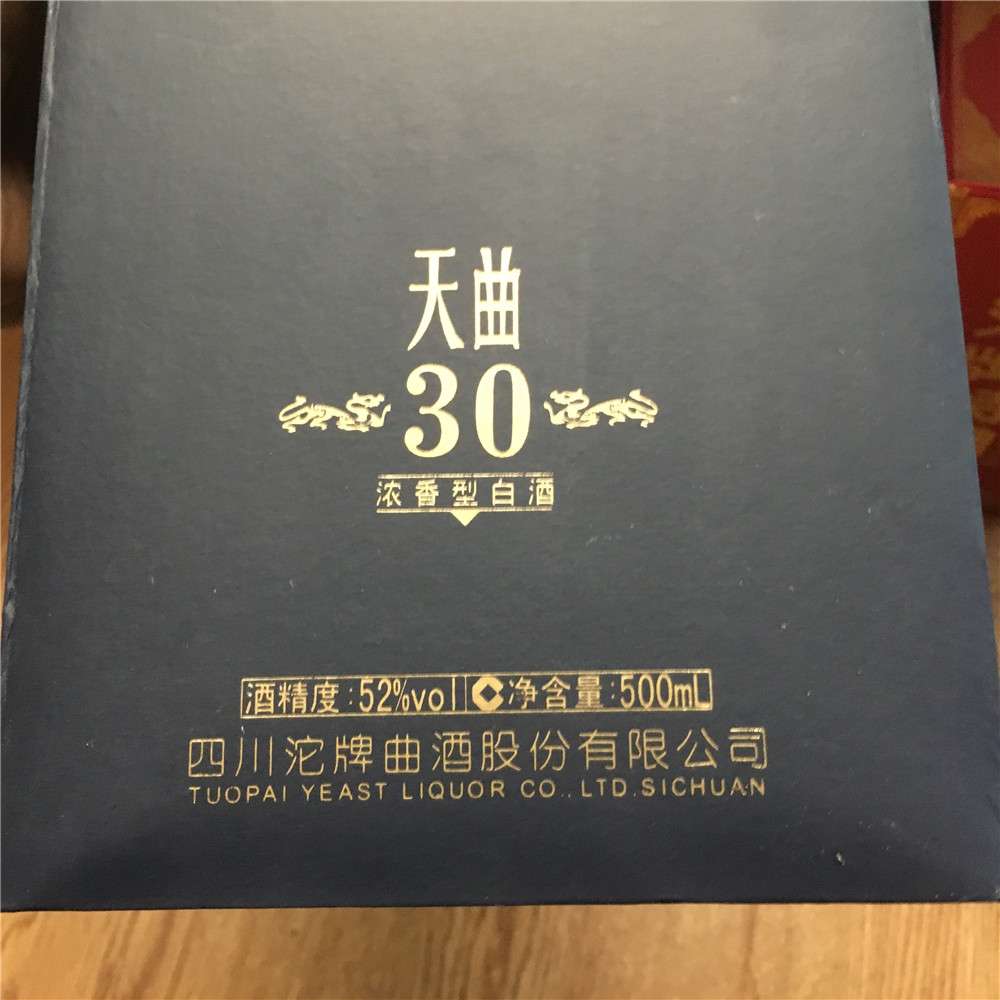 天曲
30
浓香型白酒
酒精度:52%vol 净含量:500mL
四川沱牌曲酒股份有限公司
TUOPAI YEAST LIQUOR CO., LTD.SICHUAN